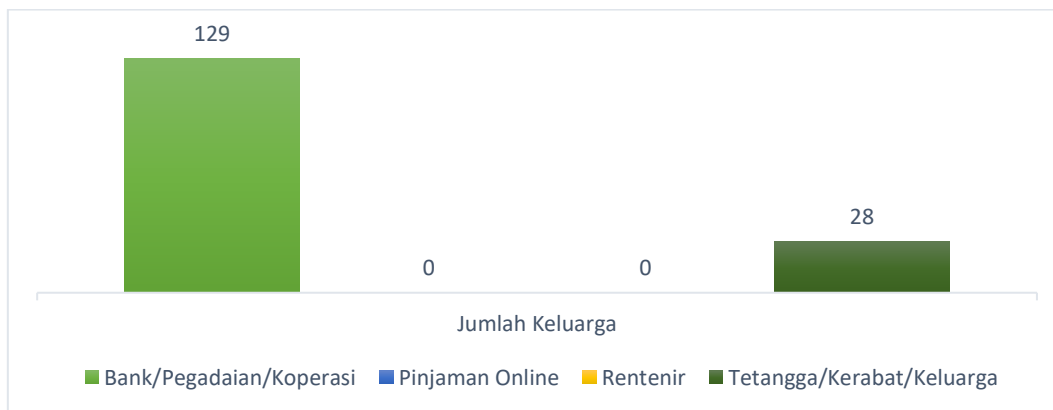 129
28
0 0
Jumlah Keluarga
Bank/Pegadaian/Koperasi Pinjaman Online Rentenir Tetangga/Kerabat/Keluarga